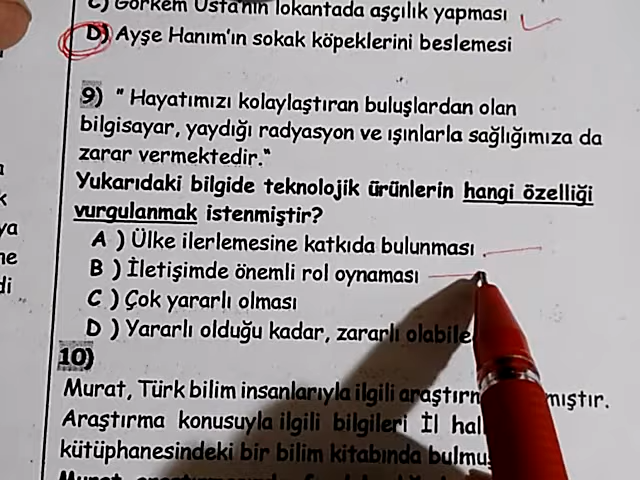 C) Görkem Usta'nın lokantada aşçılık yapması
D) Ayşe Hanım'ın sokak köpeklerini beslemesi
9) " Hayatımızı kolaylaştıran buluşlardan olan
bilgisayar, yaydığı radyasyon ve ışınlarla sağlığımıza da
zarar vermektedir."
Yukarıdaki bilgide teknolojik ürünlerin hangi özelliği
vurgulanmak istenmiştir?
A ) Ülke ilerlemesine katkıda bulunması
B ) İletişimde önemli rol oynaması
C ) Çok yararlı olması
D ) Yararlı olduğu kadar, zararlı
10)
Murat, Türk bilim insanlarıyla ilgili
Araştırma konusuyla ilgili bilgileri İl
kütüphanesindeki bir bilim kitabında